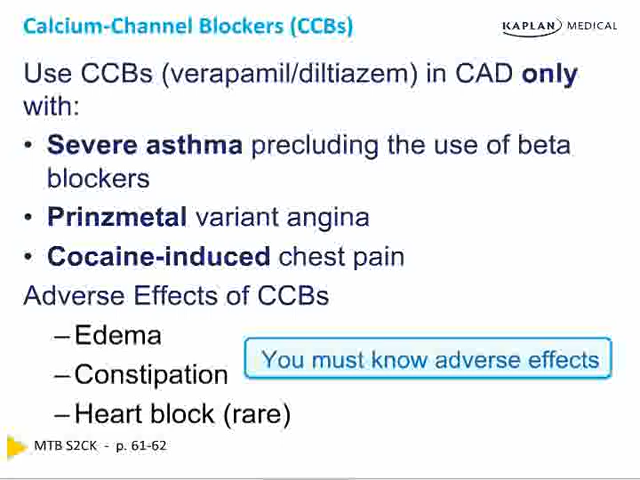 Calcium-Channel Blockers (CCBs)
KAPLAN MEDICAL
Use CCBs (verapamil/diltiazem) in CAD only
with:
• Severe asthma precluding the use of beta
blockers
• Prinzmetal variant angina
• Cocaine-induced chest pain
Adverse Effects of CCBs
–Edema
You must know adverse effects
–Constipation
–Heart block (rare)
MTB S2CK - p. 61-62